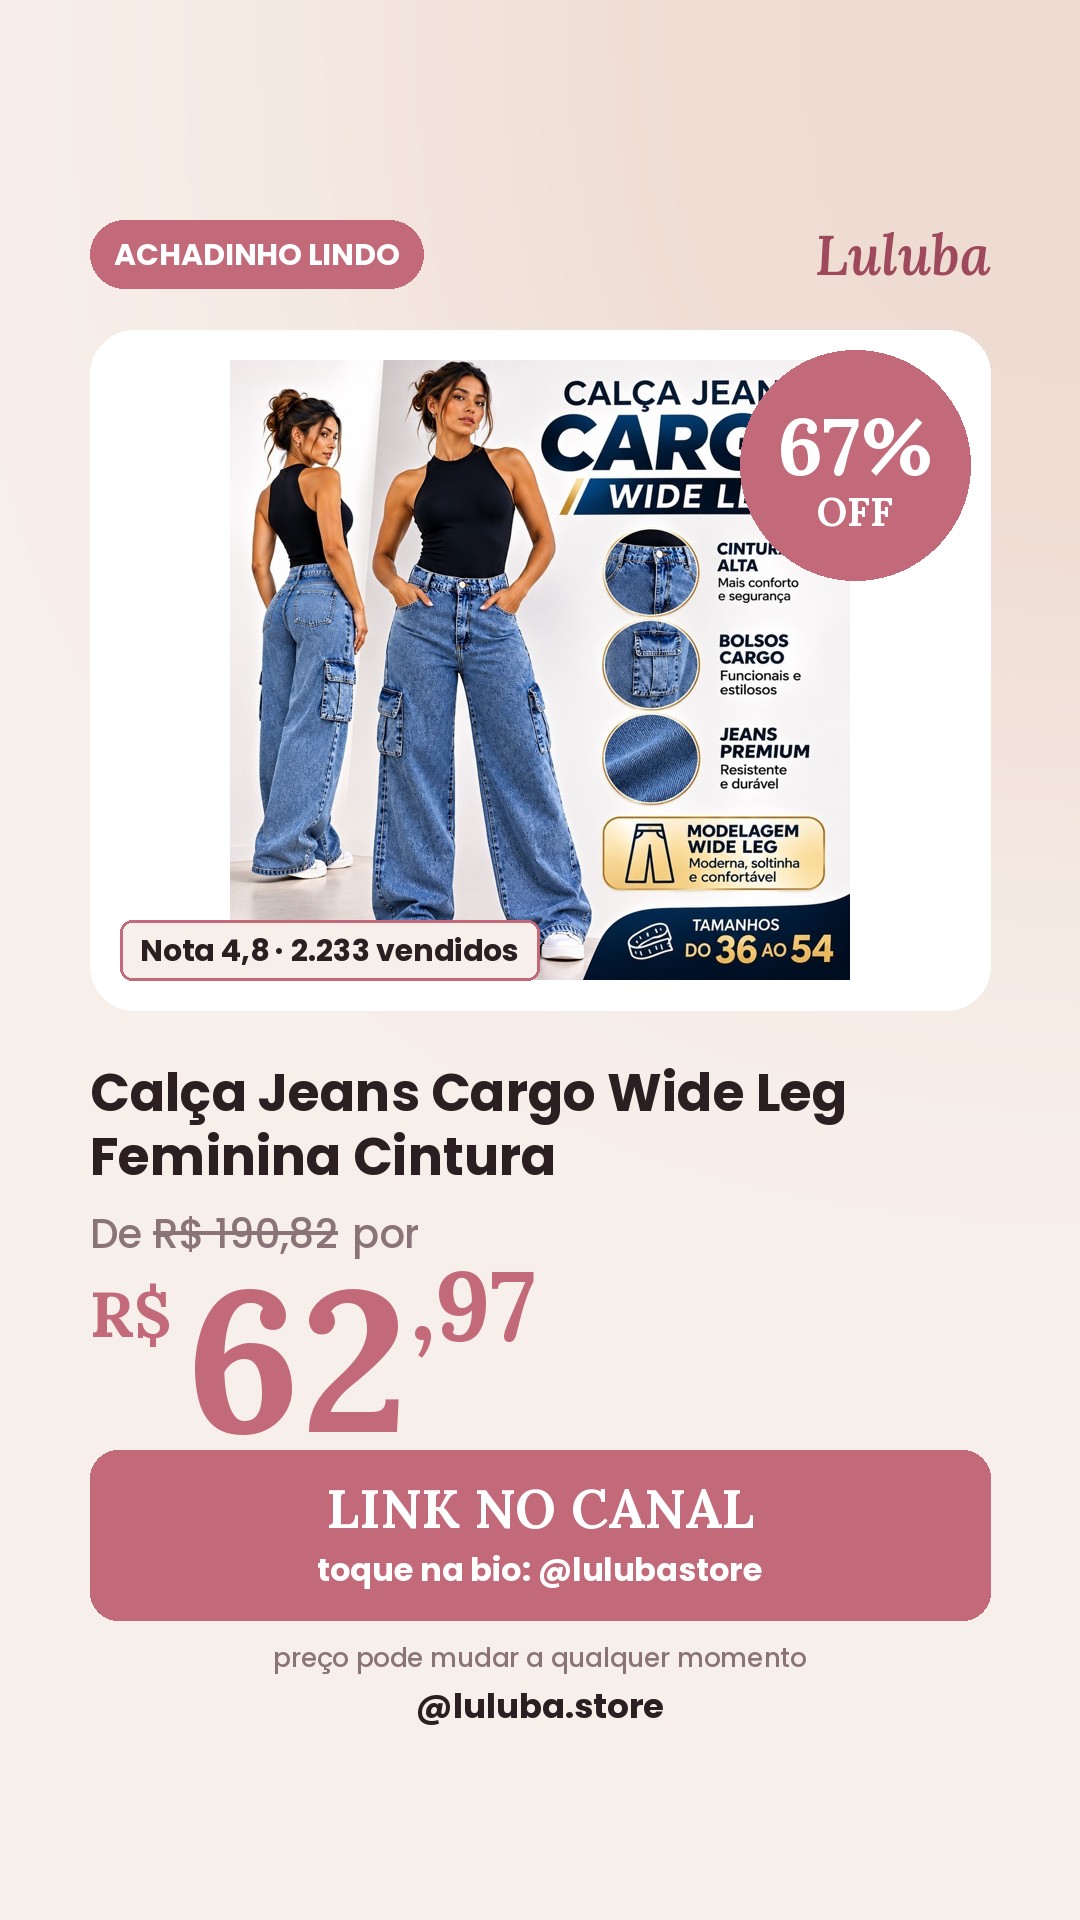 ACHADINHO LINDO
Luluba
CALÇA JEAN
CARG
WIDE LE
67%
OFF
CINTUR
ALTA
Mais conforto
e segurança
BOLSOS
CARGO
Funcionais e
estilosos
JEANS
PREMIUM
Resistente
e durável
MODELAGEM
WIDE LEG
Moderna, soltinha
e confortável
TAMANHOS
DO 36 AO 54
Nota 4,8 · 2.233 vendidos
Calça Jeans Cargo Wide Leg
Feminina Cintura
De R$ 190,82 por
R$ 62,97
LINK NO CANAL
toque na bio: @lulubastore
preço pode mudar a qualquer momento
@luluba.store